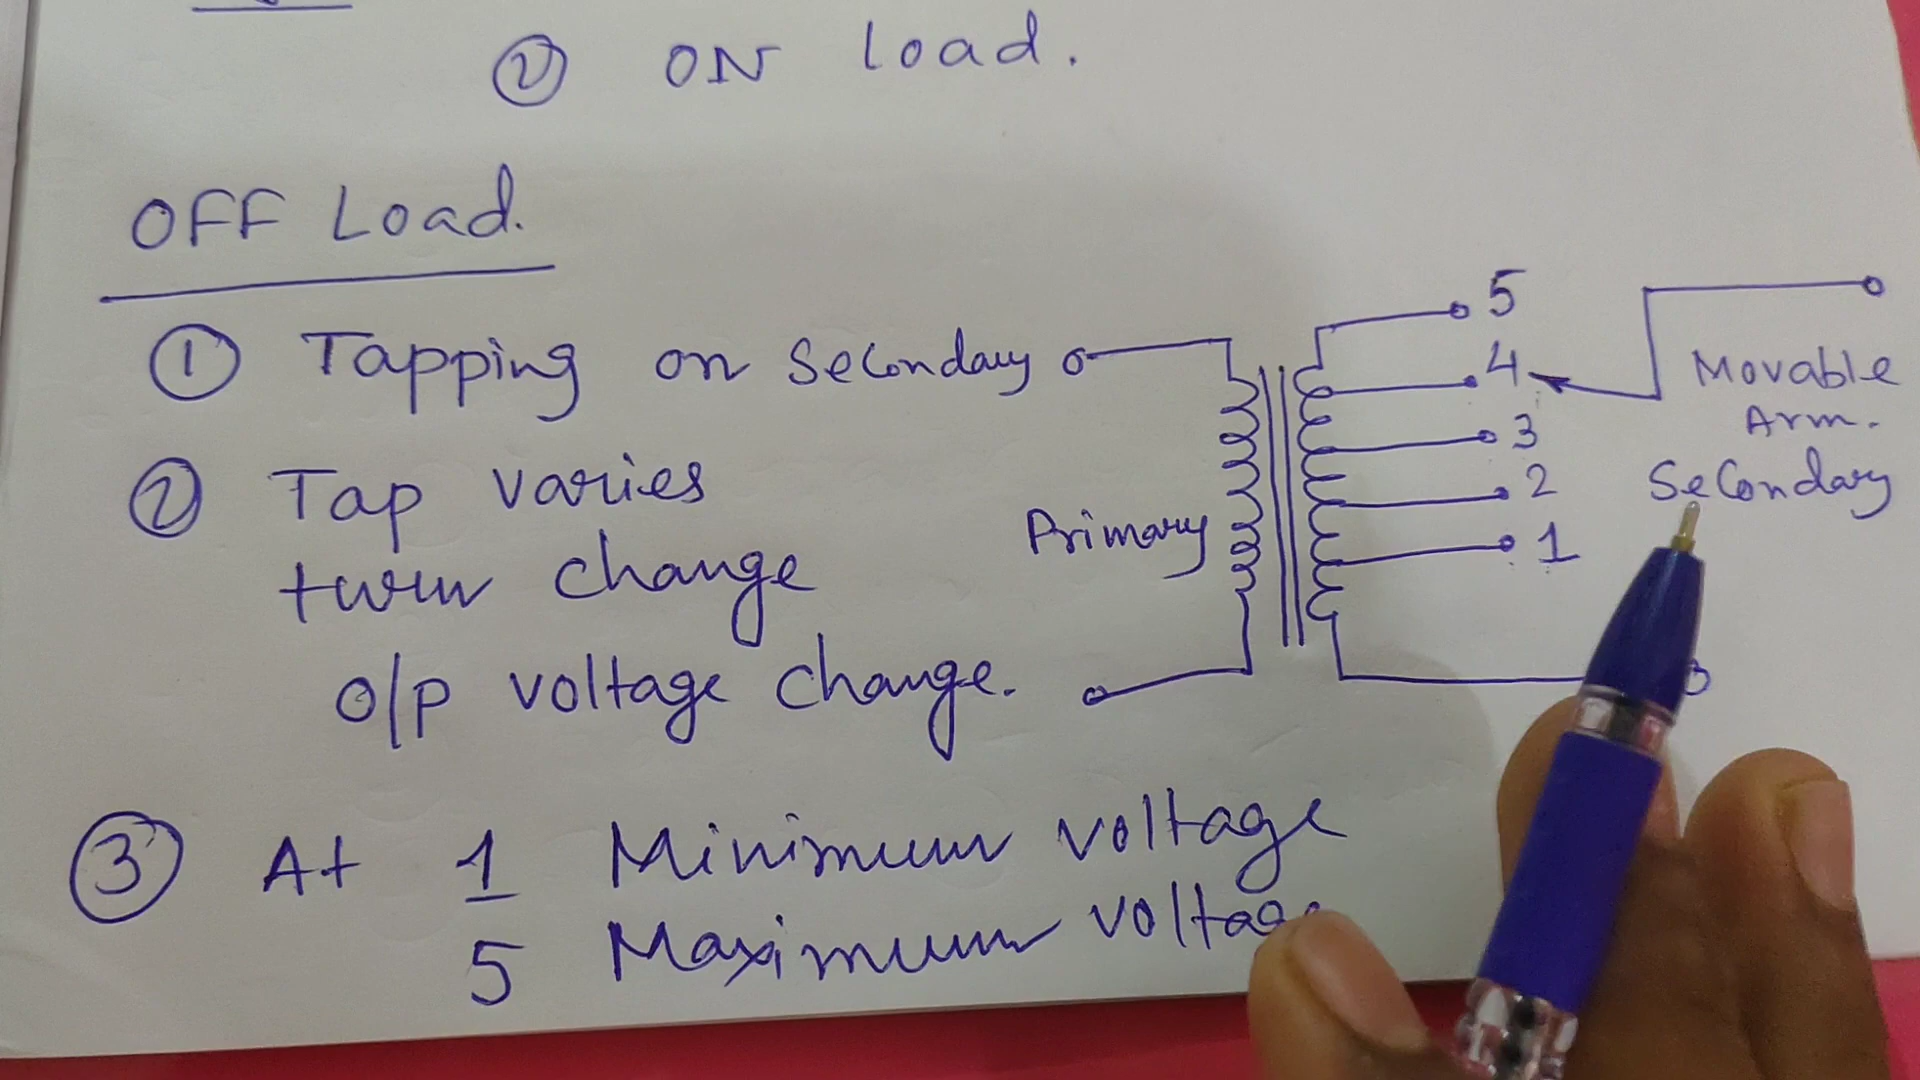 ② ON Load.
OFF Load.
① Tapping on Secondary
② Tap varies
turn change
o/p voltage change.
③ At 1 Minimum voltage
5 Maximum voltage
Primary
5
4
3
2
1
Movable
Arm.
Secondary